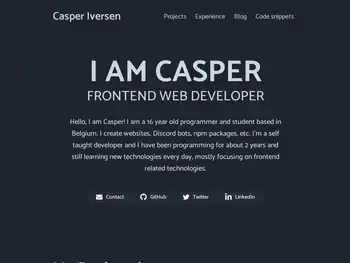 Casper Iversen
Projects Experience Blog Code snippets
I AM CASPER
FRONTEND WEB DEVELOPER
Hello, I am Casper! I am a 16 year old programmer and student based in
Belgium. I create websites, Discord bots, npm packages, etc. I'm a self
taught developer and I have been programming for about 2 years and
still learning new technologies every day, mostly focusing on frontend
related technologies.
Contact GitHub Twitter LinkedIn